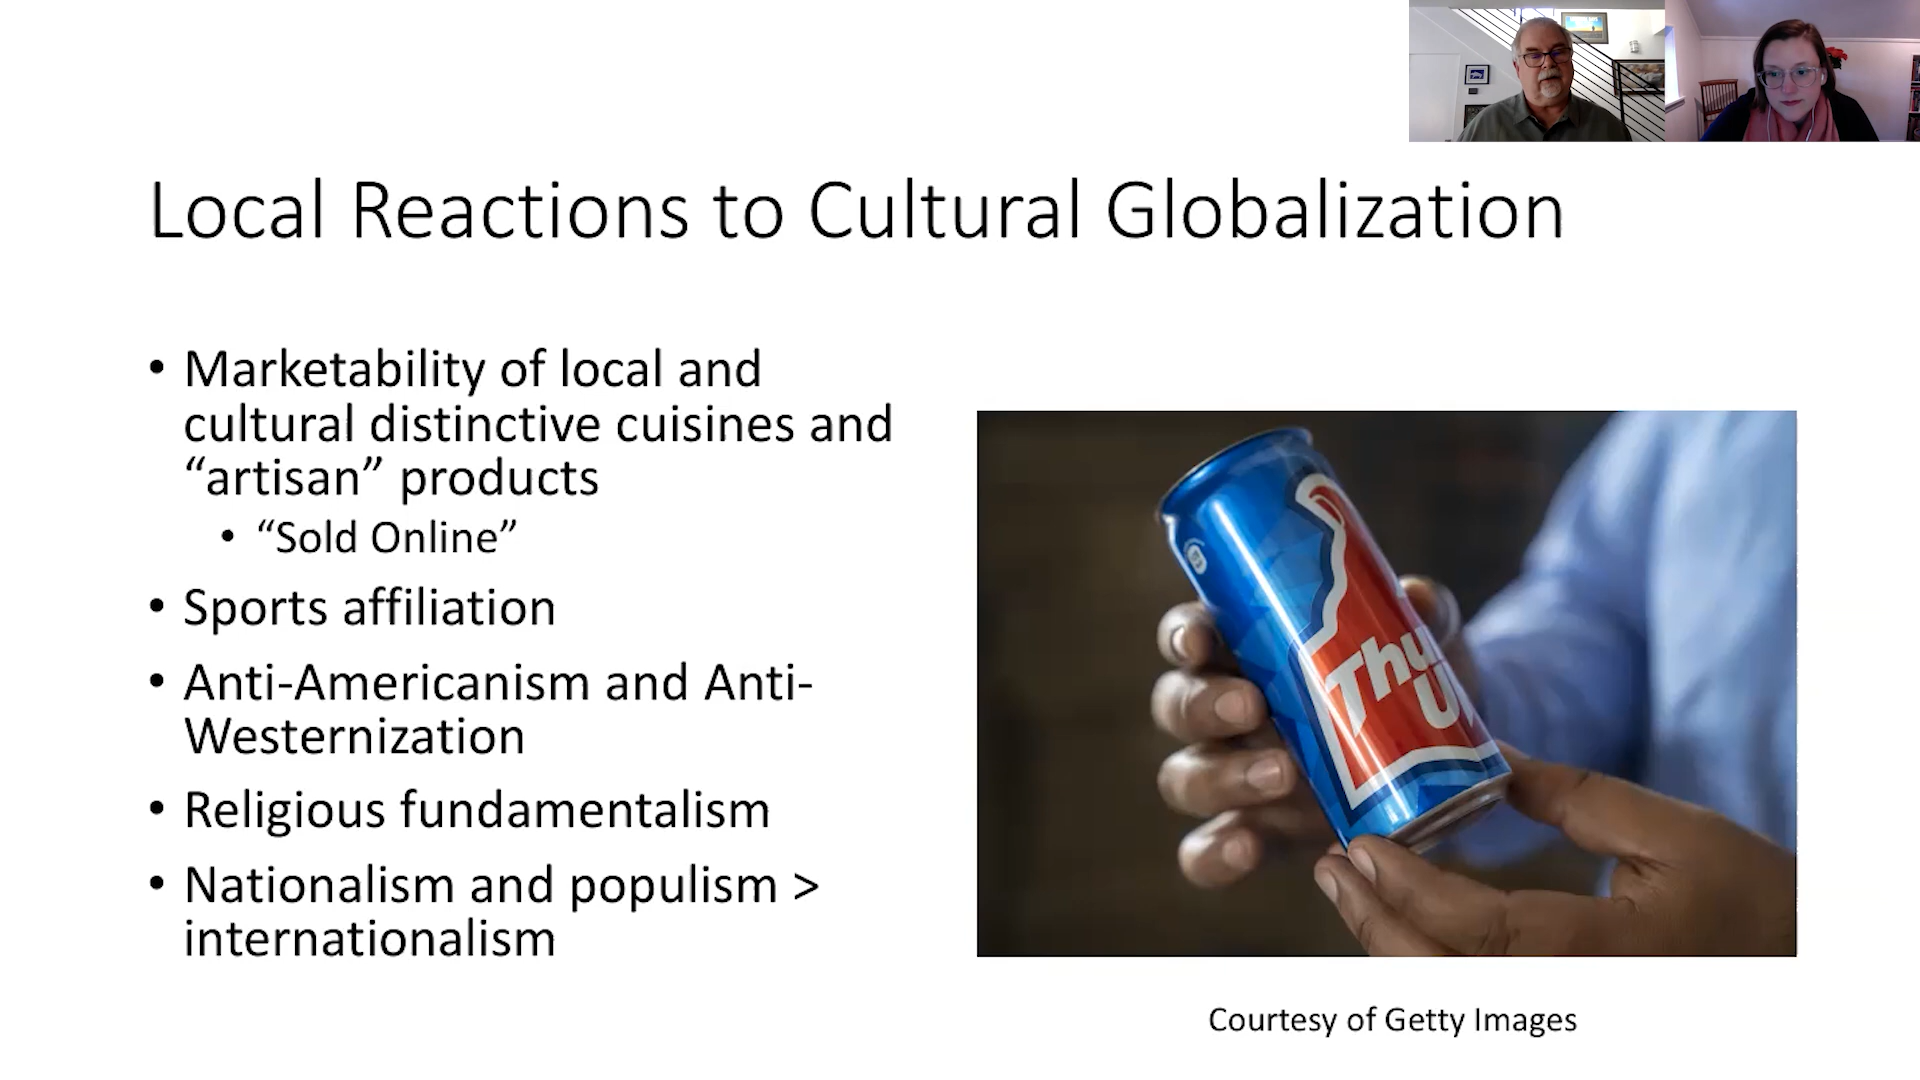 Local Reactions to Cultural Globalization
• Marketability of local and
cultural distinctive cuisines and
“artisan” products
• “Sold Online”
• Sports affiliation
• Anti-Americanism and Anti-
Westernization
• Religious fundamentalism
• Nationalism and populism >
internationalism
Thu
U
Courtesy of Getty Images